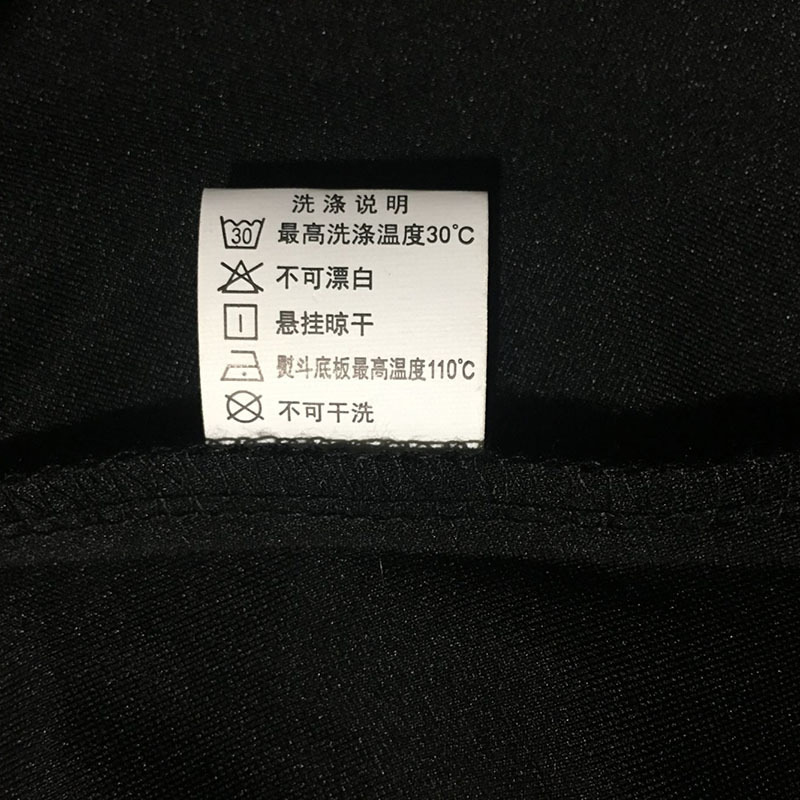 洗涤说明
30 最高洗涤温度30℃
不可漂白
悬挂晾干
熨斗底板最高温度110℃
不可干洗